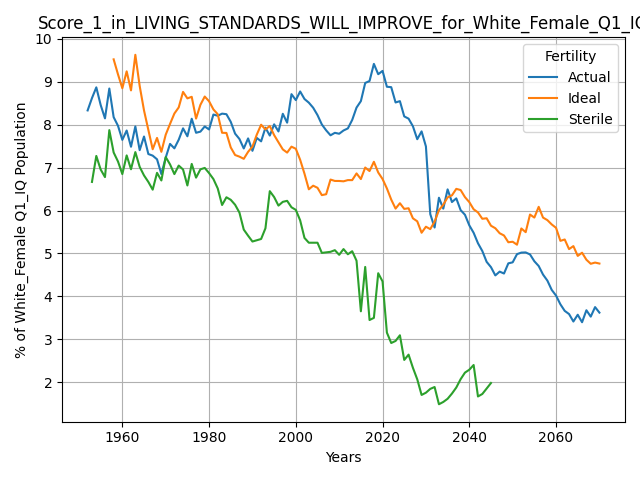 Score_1_in_LIVING_STANDARDS_WILL_IMPROVE_for_White_Female_Q1_IQ
10
9
8
7
6
5
4
3
2
% of White_Female Q1_IQ Population
Fertility
Actual
Ideal
Sterile
1960 1980 2000 2020 2040 2060
Years